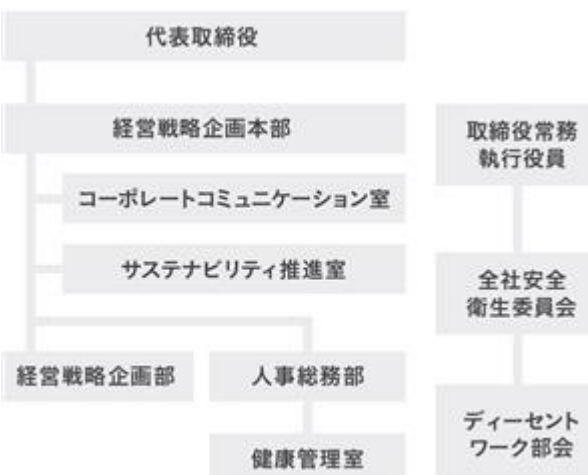 代表取締役
経営戦略企画本部
コーポレートコミュニケーション室
サステナビリティ推進室
経営戦略企画部
人事総務部
健康管理室
取締役常務
執行役員
全社安全
衛生委員会
ディーセント
ワーク部会